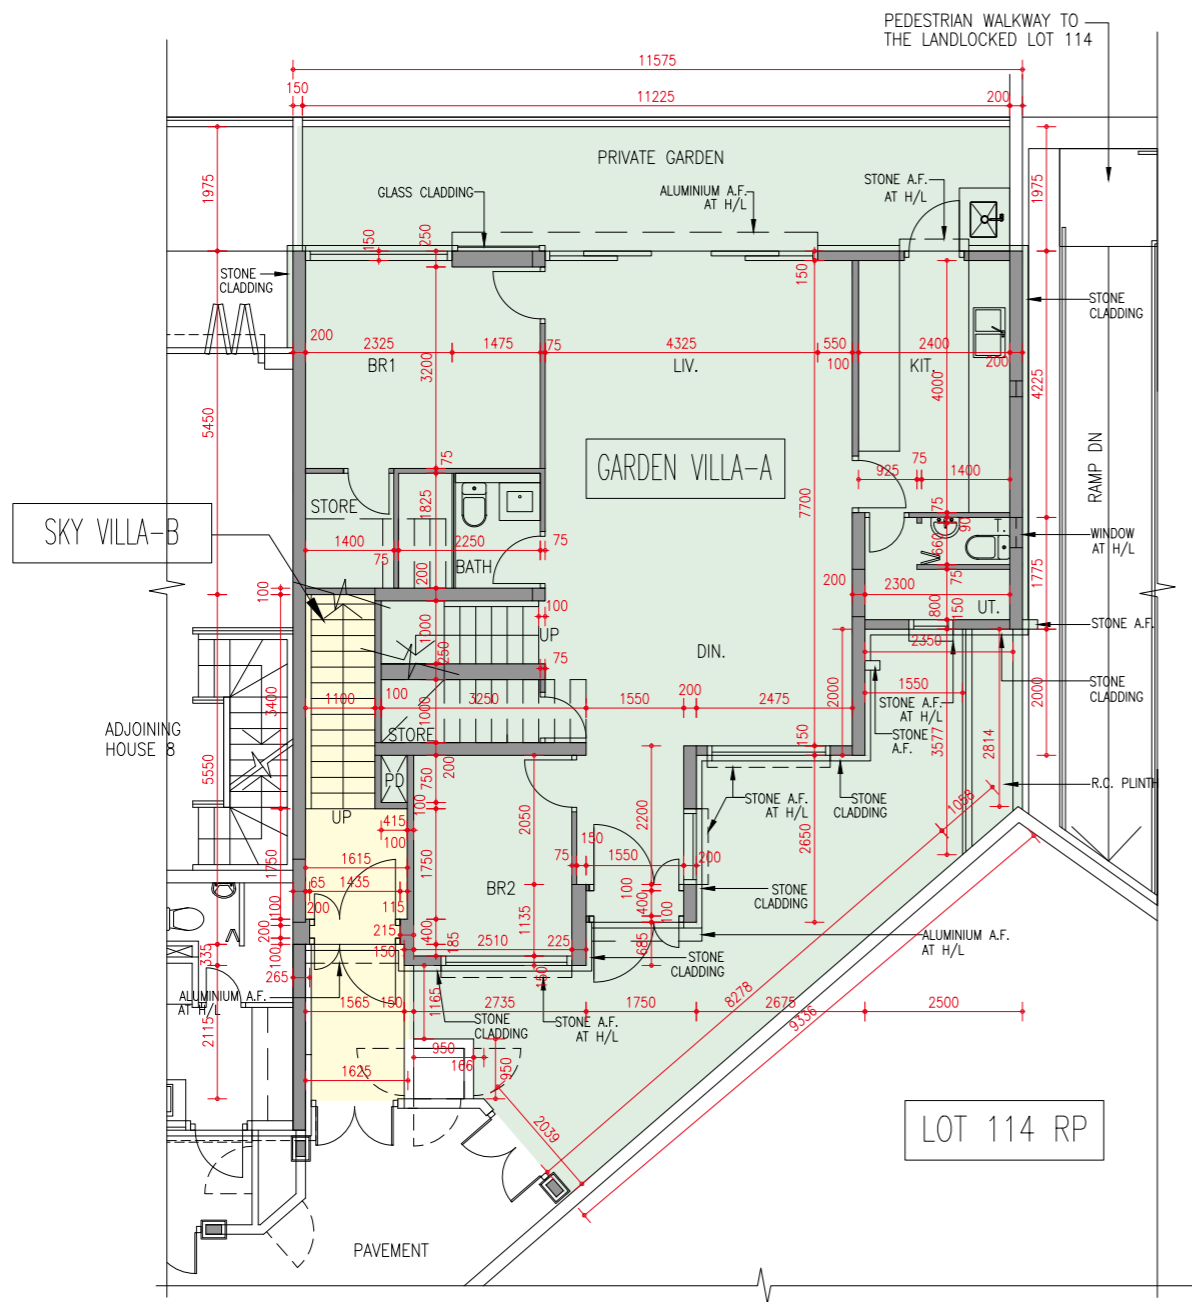 PEDESTRIAN WALKWAY TO
THE LANDLOCKED LOT 114
11575
150
11225
200
PRIVATE GARDEN
1975
GLASS CLADDING
ALUMINIUM A.F.
AT H/L
STONE A.F.
AT H/L
1975
150
250
150
STONE
CLADDING
STONE
CLADDING
200
2325
1475
75
4325
550
100
2400
200
BR1
3200
LIV.
KIT.
4000
4225
5450
GARDEN VILLA-A
RAMP DN
75
925
75
1400
STORE
1825
7700
75
90
SKY VILLA-B
1400
75
2250
75
BATH
200
660
T.
WINDOW
AT H/L
1775
100
200
2300
75
800
150
UT.
100
1000
250
UP
STONE A.F.
DIN.
2350
75
3400
1100
100
3250
1000
1550
200
2475
2000
1550
STONE A.F.
AT H/L
STONE
CLADDING
2000
ADJOINING
HOUSE 8
STORE
STONE
A.F.
3577
2814
5550
PD
750
200
150
R.C. PLINTH
UP
100
2050
2200
STONE A.F.
AT H/L
STONE
CLADDING
1058
415
100
1750
1615
1750
150
75
1550
200
2650
65
1435
115
200
BR2
100
400
100
STONE
CLADDING
100
200
100
215
150
400
185
1135
2510
225
685
ALUMINIUM A.F.
AT H/L
335
265
STONE
CLADDING
ALUMINIUM A.F.
AT H/L
1565
150
1165
2735
1750
8278
2675
2500
9336
2115
STONE
CLADDING
STONE A.F.
AT H/L
950
166
950
1625
2039
LOT 114 RP
PAVEMENT